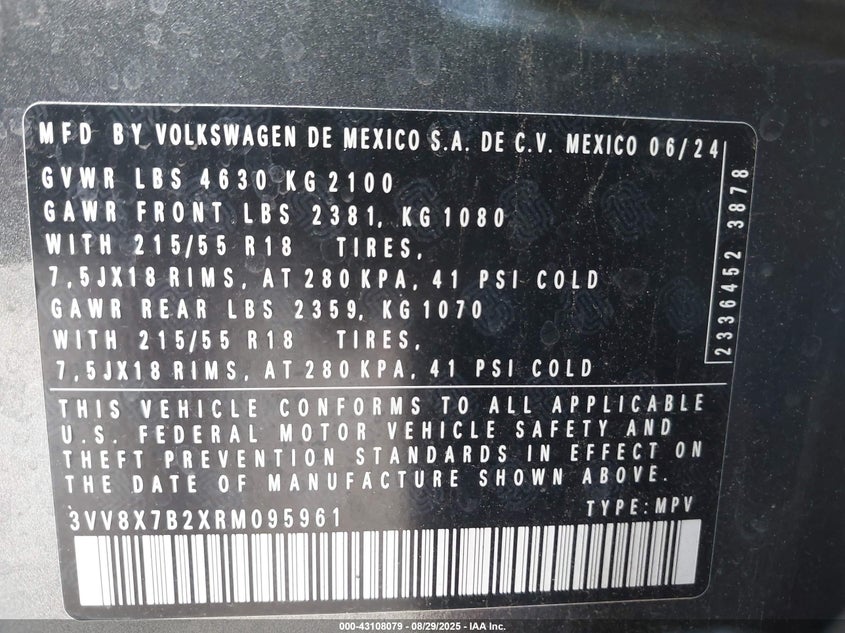 MFD BY VOLKSWAGEN DE MEXICO S.A. DE C.V. MEXICO 06/24
GVWR LBS 4630 KG 2100
GAWR FRONT LBS 2381, KG 1080
WITH 215/55 R18 TIRES,
7,5JX18 RIMS, AT 280 KPA, 41 PSI COLD
GAWR REAR LBS 2359, KG 1070
WITH 215/55 R18 TIRES,
7,5JX18 RIMS, AT 280 KPA, 41 PSI COLD
2336452 3878
THIS VEHICLE CONFORMS TO ALL APPLICABLE
U.S. FEDERAL MOTOR VEHICLE SAFETY AND
THEFT PREVENTION STANDARDS IN EFFECT ON
THE DATE OF MANUFACTURE SHOWN ABOVE.
3VV8X7B2XRM095961 TYPE: MPV
000-43108079 - 08/29/2025 - IAA Inc.